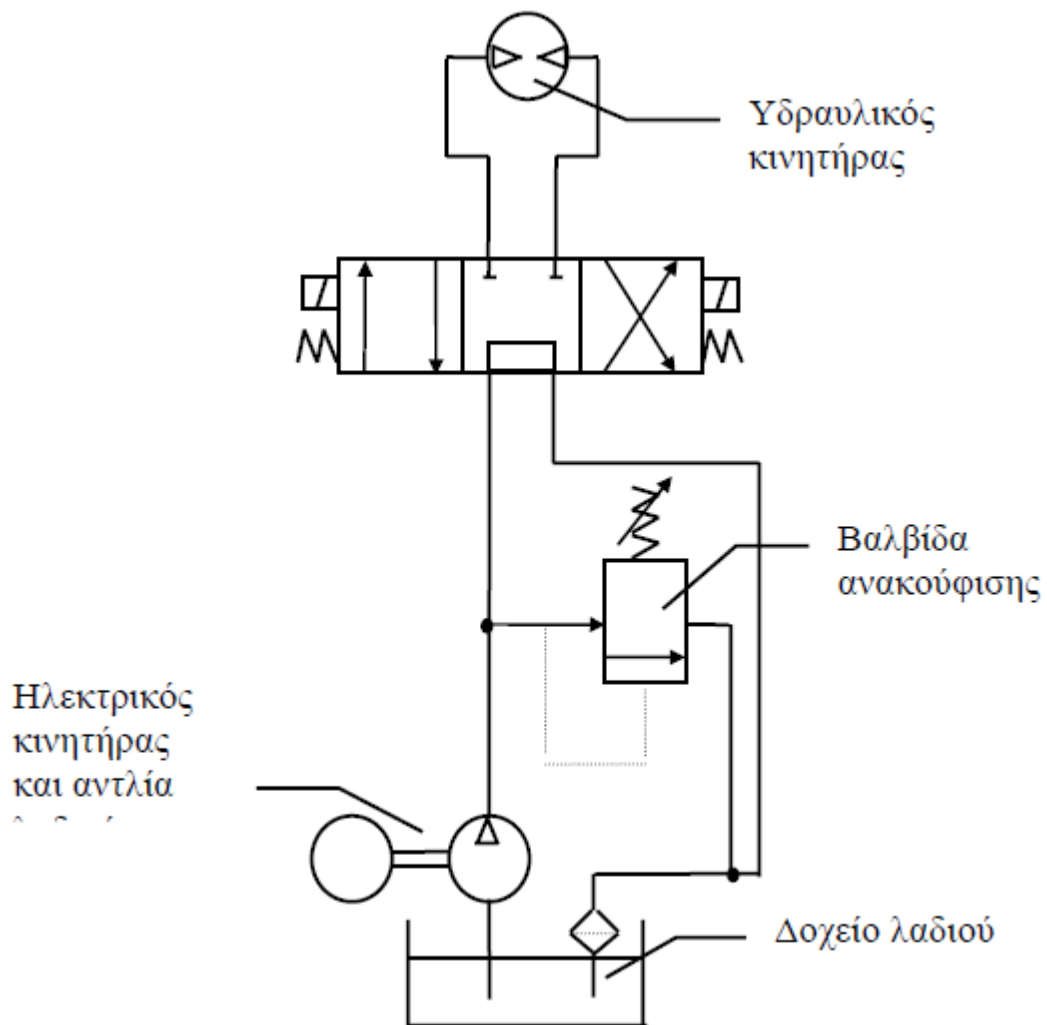 Υδραυλικός
κινητήρας
Βαλβίδα
ανακούφισης
Ηλεκτρικός
κινητήρας
και αντλία
Δοχείο λαδιού